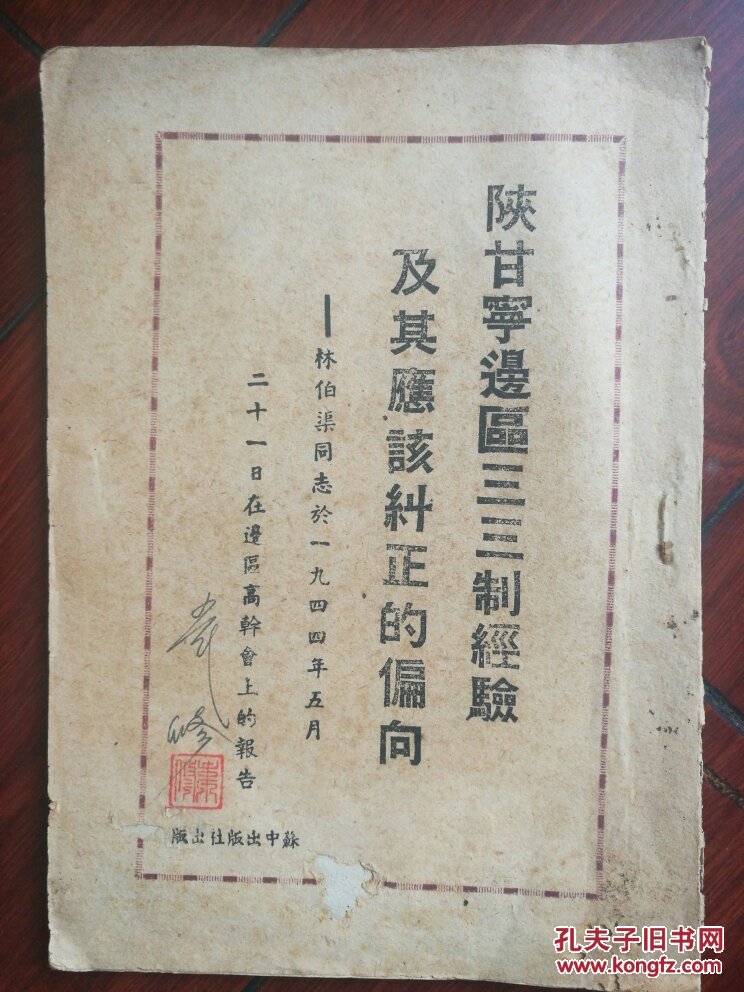 陝甘寧邊區三三制經驗
及其應該糾正的偏向
——林伯渠同志於一九四四年五月
二十一日在邊區高幹會上的報告
蘇中出版社出版
孔夫子旧书网
www.kongfz.com